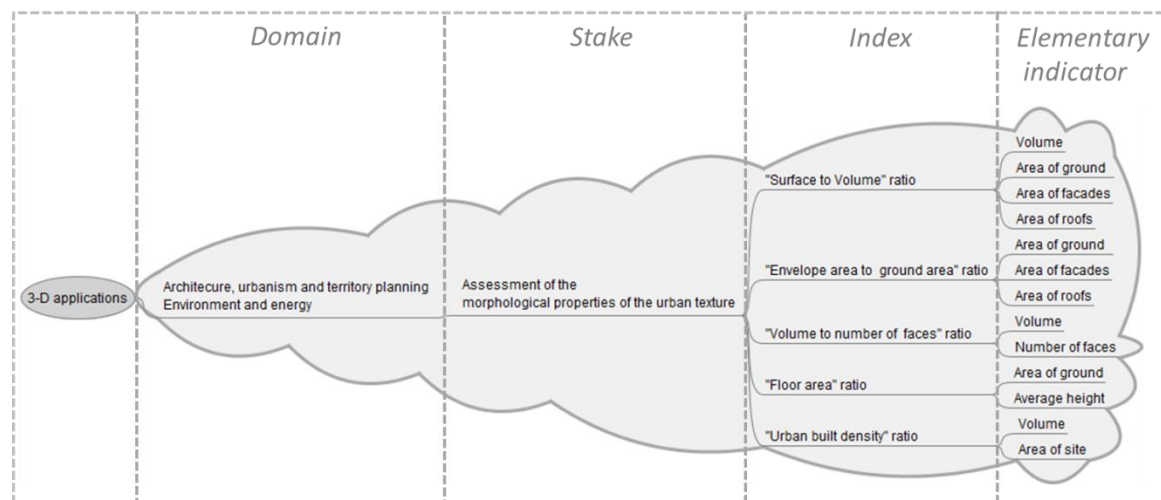 Domain
Stake
Index
Elementary
indicator
3-D applications
Architecure, urbanism and territory planning
Environment and energy
Assessment of the
morphological properties of the urban texture
"Surface to Volume" ratio
Volume
Area of ground
Area of facades
Area of roofs
"Envelope area to ground area" ratio
Area of ground
Area of facades
Area of roofs
"Volume to number of faces" ratio
Volume
Number of faces
"Floor area" ratio
Area of ground
Average height
"Urban built density" ratio
Volume
Area of site